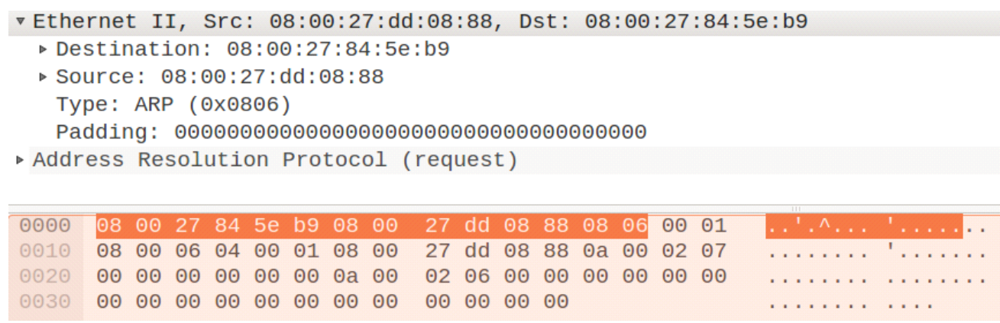 Ethernet II, Src: 08:00:27:dd:08:88, Dst: 08:00:27:84:5e:b9
Destination: 08:00:27:84:5e:b9
Source: 08:00:27:dd:08:88
Type: ARP (0x0806)
Padding: 000000000000000000000000000000000000
Address Resolution Protocol (request)
0000 08 00 27 84 5e b9 08 00 27 dd 08 88 08 06 00 01 ..'.^... '.......
0010 08 00 06 04 00 01 08 00 27 dd 08 88 0a 00 02 07 ........ '.......
0020 00 00 00 00 00 00 0a 00 02 06 00 00 00 00 00 00 ........ ........
0030 00 00 00 00 00 00 00 00 00 00 00 00 ........ ....